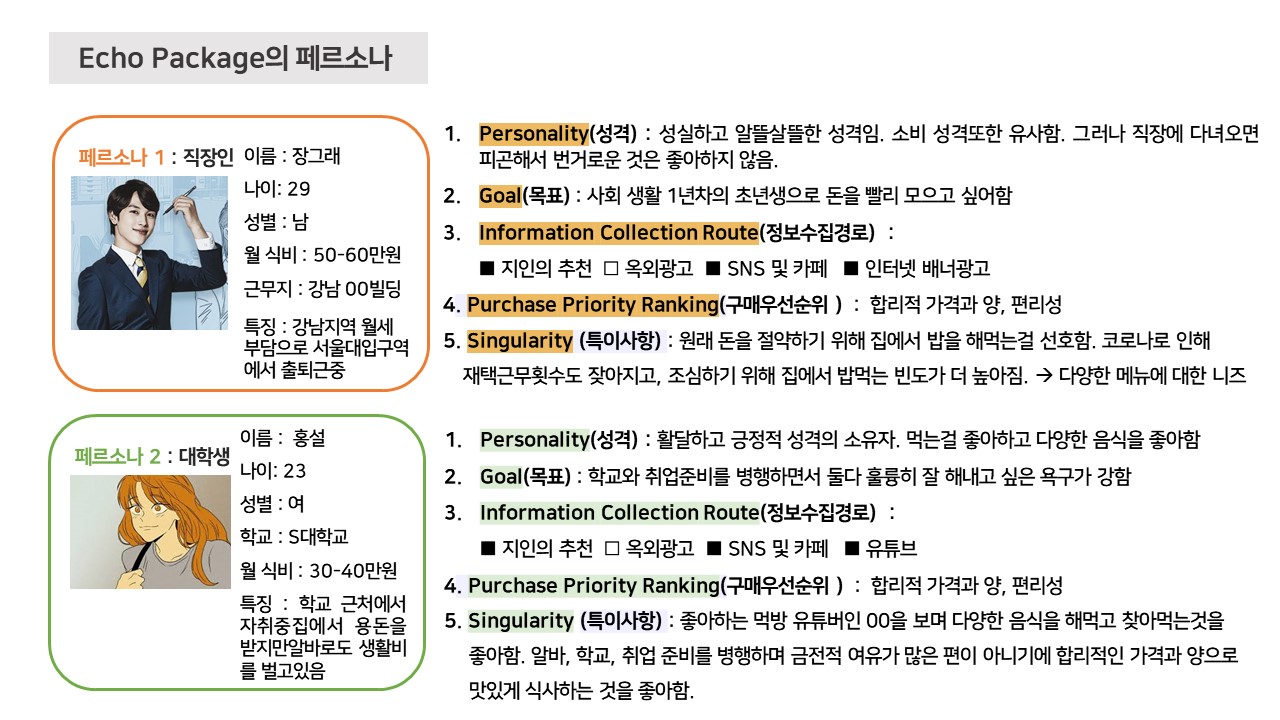 Echo Package의 페르소나
페르소나 1 : 직장인
이름 : 장그래
나이: 29
성별 : 남
월 식비 : 50-60만원
근무지 : 강남 00빌딩
특징 : 강남지역 월세
부담으로 서울대입구역
에서 출퇴근중
1. Personality(성격) : 성실하고 알뜰살뜰한 성격임. 소비 성격또한 유사함. 그러나 직장에 다녀오면
피곤해서 번거로운 것은 좋아하지 않음.
2. Goal(목표) : 사회 생활 1년차의 초년생으로 돈을 빨리 모으고 싶어함
3. Information Collection Route(정보수집경로) :
■ 지인의 추천 □ 옥외광고 ■ SNS 및 카페 ■ 인터넷 배너광고
4. Purchase Priority Ranking(구매우선순위 ) : 합리적 가격과 양, 편리성
5. Singularity (특이사항) : 원래 돈을 절약하기 위해 집에서 밥을 해먹는걸 선호함. 코로나로 인해
재택근무횟수도 잦아지고, 조심하기 위해 집에서 밥먹는 빈도가 더 높아짐. → 다양한 메뉴에 대한 니즈
페르소나 2 : 대학생
이름 : 홍설
나이: 23
성별 : 여
학교 : S대학교
월 식비 : 30-40만원
특징 : 학교 근처에서
자취중집에서 용돈을
받지만알바로도 생활비
를 벌고있음
1. Personality(성격) : 활달하고 긍정적 성격의 소유자. 먹는걸 좋아하고 다양한 음식을 좋아함
2. Goal(목표) : 학교와 취업준비를 병행하면서 둘다 훌륭히 잘 해내고 싶은 욕구가 강함
3. Information Collection Route(정보수집경로) :
■ 지인의 추천 □ 옥외광고 ■ SNS 및 카페 ■ 유튜브
4. Purchase Priority Ranking(구매우선순위 ) : 합리적 가격과 양, 편리성
5. Singularity (특이사항) : 좋아하는 먹방 유튜버인 00을 보며 다양한 음식을 해먹고 찾아먹는것을
좋아함. 알바, 학교, 취업 준비를 병행하며 금전적 여유가 많은 편이 아니기에 합리적인 가격과 양으로
맛있게 식사하는 것을 좋아함.